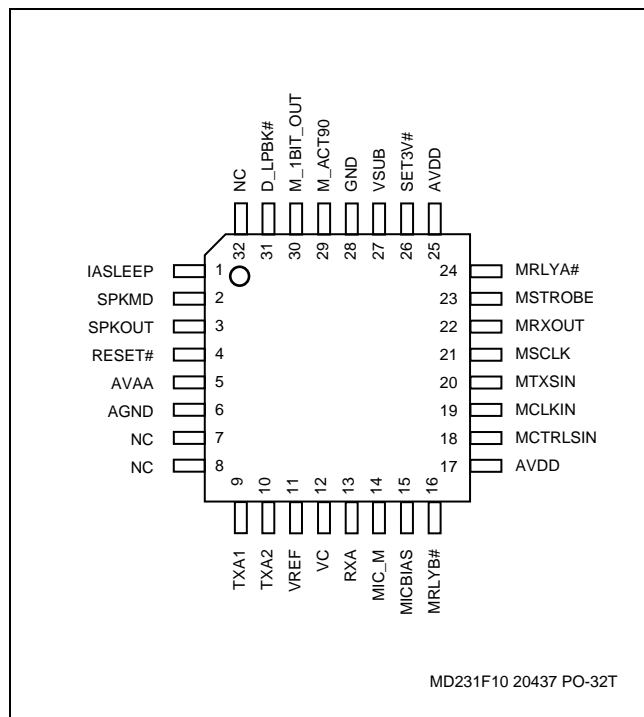 NC
D_LPBK#
M_1BIT_OUT
M_ACT90
GND
VSUB
SET3V#
AVDD
32
31
30
29
28
27
26
25
IASLEEP 1
SPKMD 2
SPKOUT 3
RESET# 4
AVAA 5
AGND 6
NC 7
NC 8
24 MRLYA#
23 MSTROBE
22 MRXOUT
21 MSCLK
20 MTXSIN
19 MCLKIN
18 MCTRLSIN
17 AVDD
9
10
11
12
13
14
15
16
TXA1
TXA2
VREF
VC
RXA
MIC_M
MICBIAS
MRLYB#
MD231F10 20437 PO-32T